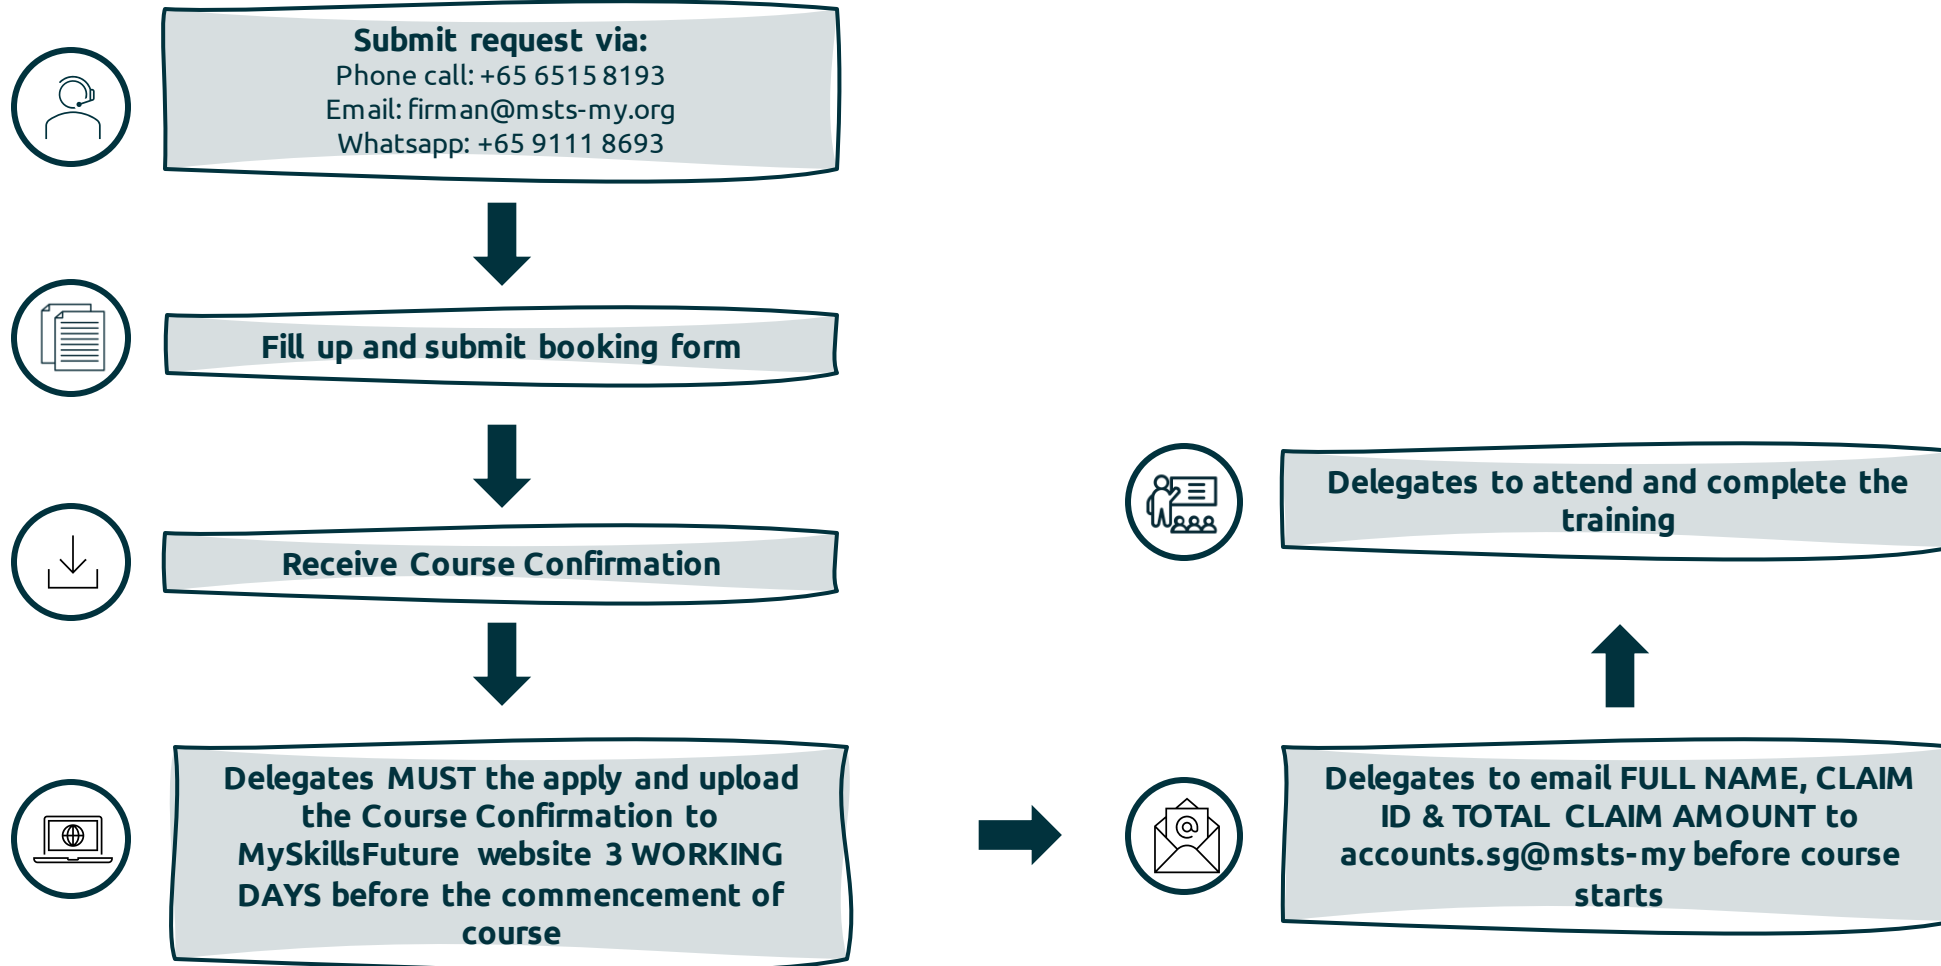 Submit request via:
Phone call: +65 6515 8193
Email: firman@msts-my.org
Whatsapp: +65 9111 8693
Fill up and submit booking form
Receive Course Confirmation
Delegates MUST the apply and upload
the Course Confirmation to
MySkillsFuture website 3 WORKING
DAYS before the commencement of
course
Delegates to email FULL NAME, CLAIM
ID & TOTAL CLAIM AMOUNT to
accounts.sg@msts-my before course
starts
Delegates to attend and complete the
training